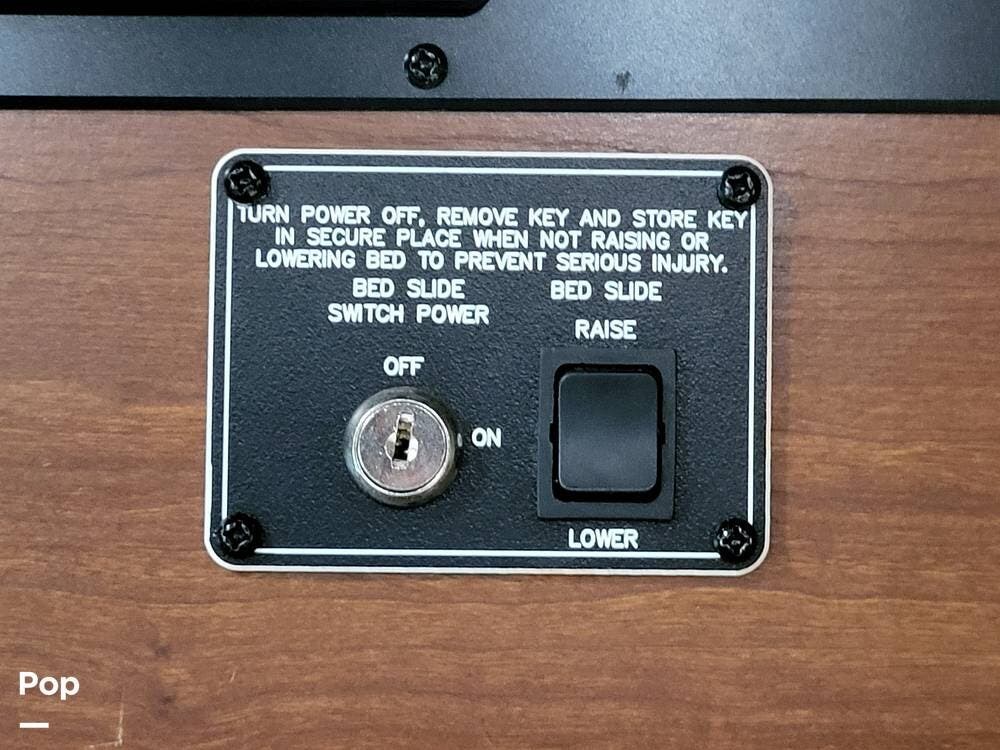 TURN POWER OFF, REMOVE KEY AND STORE KEY
IN SECURE PLACE WHEN NOT RAISING OR
LOWERING BED TO PREVENT SERIOUS INJURY.
BED SLIDE
SWITCH POWER
BED SLIDE
RAISE
OFF
ON
LOWER
Pop